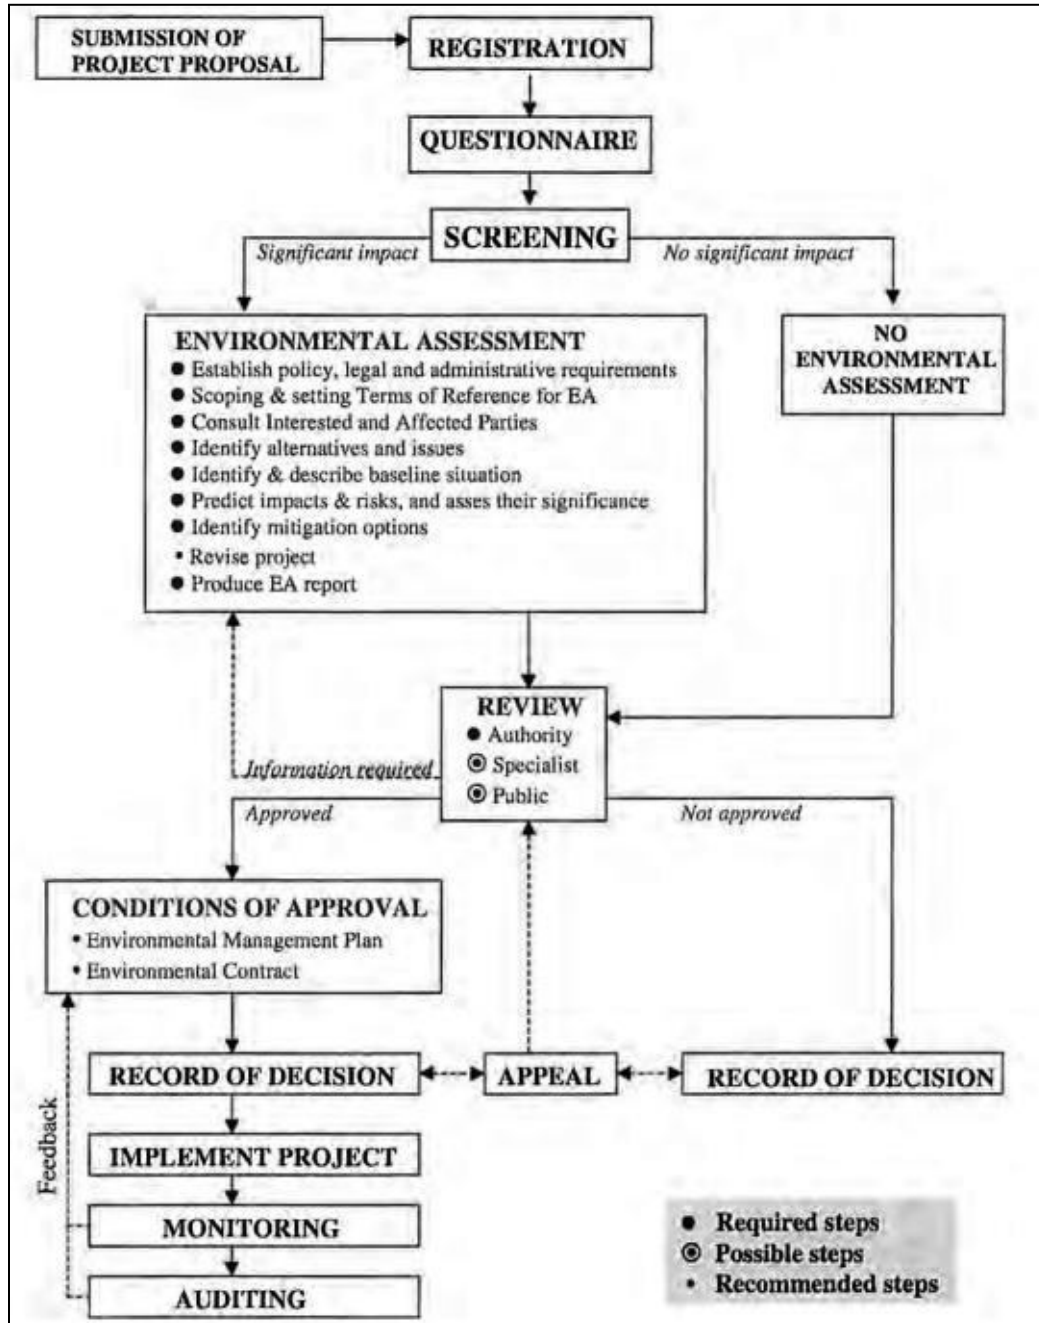 SUBMISSION OF
PROJECT PROPOSAL
REGISTRATION
QUESTIONNAIRE
SCREENING
Significant impact
No significant impact
ENVIRONMENTAL ASSESSMENT
● Establish policy, legal and administrative requirements
● Scoping & setting Terms of Reference for EA
● Consult Interested and Affected Parties
● Identify alternatives and issues
● Identify & describe baseline situation
● Predict impacts & risks, and asses their significance
● Identify mitigation options
• Revise project
● Produce EA report
NO
ENVIRONMENTAL
ASSESSMENT
REVIEW
● Authority
◉ Specialist
◉ Public
Information required
Approved
Not approved
CONDITIONS OF APPROVAL
• Environmental Management Plan
• Environmental Contract
RECORD OF DECISION
APPEAL
RECORD OF DECISION
Feedback
IMPLEMENT PROJECT
MONITORING
AUDITING
● Required steps
◉ Possible steps
• Recommended steps